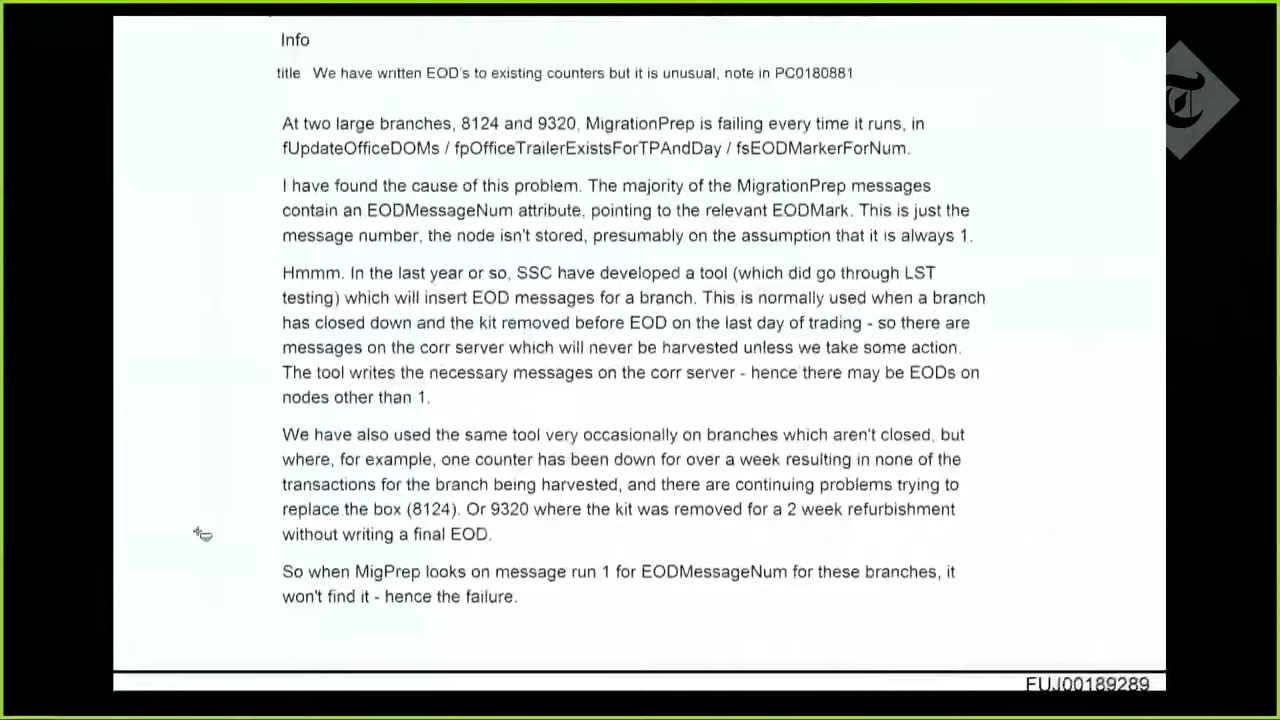 Info
title We have written EOD's to existing counters but it is unusual, note in PC0180881
At two large branches, 8124 and 9320, MigrationPrep is failing every time it runs, in
fUpdateOfficeDOMs / fpOfficeTrailerExistsForTPAndDay / fsEODMarkerForNum.
I have found the cause of this problem. The majority of the MigrationPrep messages
contain an EODMessageNum attribute, pointing to the relevant EODMark. This is just the
message number, the node isn't stored, presumably on the assumption that it is always 1.
Hmmm. In the last year or so, SSC have developed a tool (which did go through LST
testing) which will insert EOD messages for a branch. This is normally used when a branch
has closed down and the kit removed before EOD on the last day of trading - so there are
messages on the corr server which will never be harvested unless we take some action.
The tool writes the necessary messages on the corr server - hence there may be EODs on
nodes other than 1.
We have also used the same tool very occasionally on branches which aren't closed, but
where, for example, one counter has been down for over a week resulting in none of the
transactions for the branch being harvested, and there are continuing problems trying to
replace the box (8124). Or 9320 where the kit was removed for a 2 week refurbishment
without writing a final EOD.
So when MigPrep looks on message run 1 for EODMessageNum for these branches, it
won't find it - hence the failure.
FUJ00189289